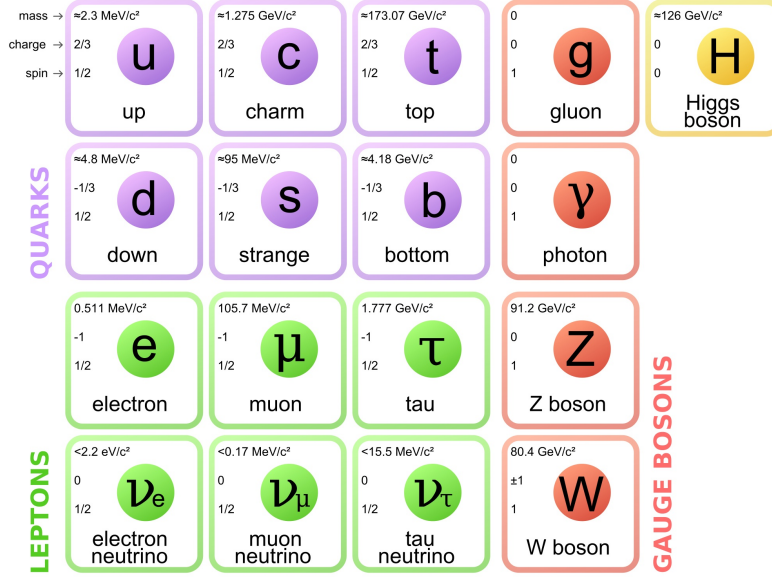 mass →
charge →
spin →
≈2.3 MeV/c²
2/3
1/2
u
up
≈1.275 GeV/c²
2/3
1/2
c
charm
≈173.07 GeV/c²
2/3
1/2
t
top
0
0
1
g
gluon
≈126 GeV/c²
0
0
H
Higgs
boson
QUARKS
≈4.8 MeV/c²
-1/3
1/2
d
down
≈95 MeV/c²
-1/3
1/2
s
strange
≈4.18 GeV/c²
-1/3
1/2
b
bottom
0
0
1
γ
photon
0.511 MeV/c²
-1
1/2
e
electron
105.7 MeV/c²
-1
1/2
μ
muon
1.777 GeV/c²
-1
1/2
τ
tau
91.2 GeV/c²
0
1
Z
Z boson
GAUGE BOSONS
LEPTONS
<2.2 eV/c²
0
1/2
νe
electron
neutrino
<0.17 MeV/c²
0
1/2
νμ
muon
neutrino
<15.5 MeV/c²
0
1/2
ντ
tau
neutrino
80.4 GeV/c²
±1
1
W
W boson